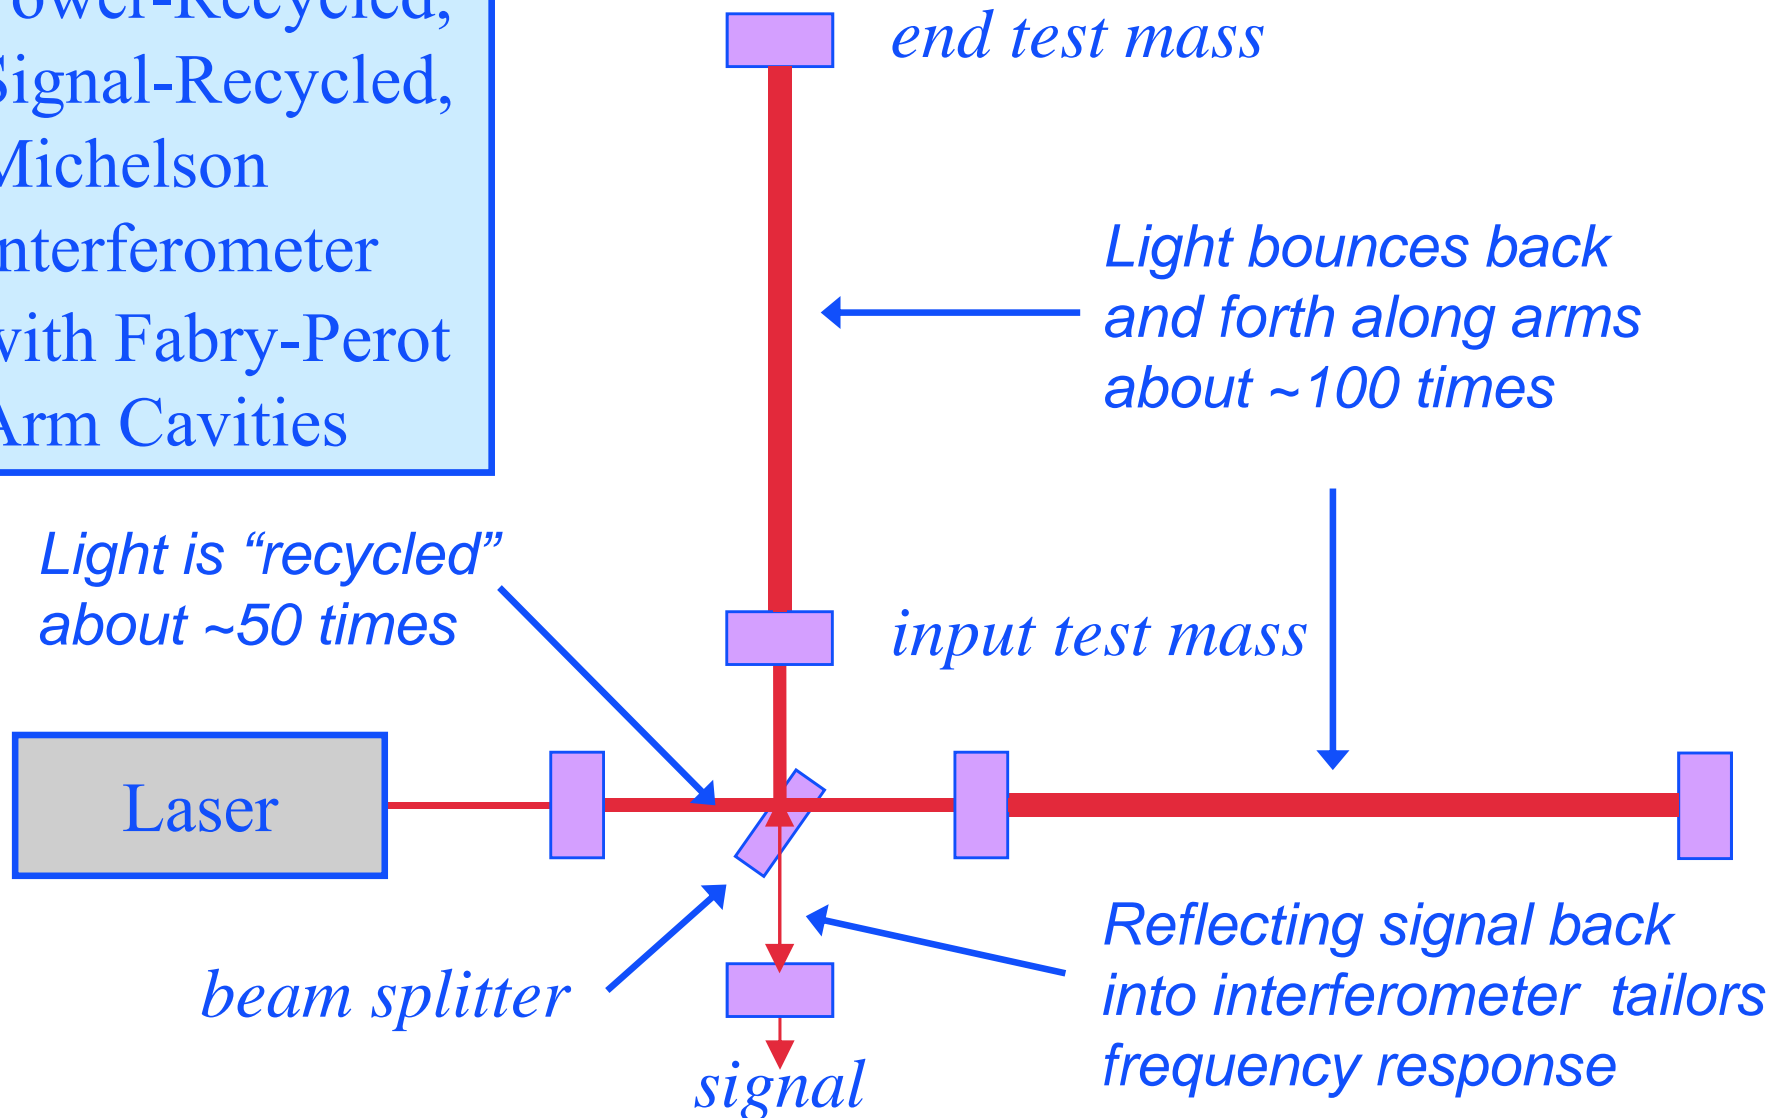 ower-Recycled,
Signal-Recycled,
Michelson
nterferometer
with Fabry-Perot
Arm Cavities
end test mass
Light bounces back
and forth along arms
about ~100 times
Light is “recycled”
about ~50 times
input test mass
Laser
beam splitter
Reflecting signal back
into interferometer tailors
frequency response
signal